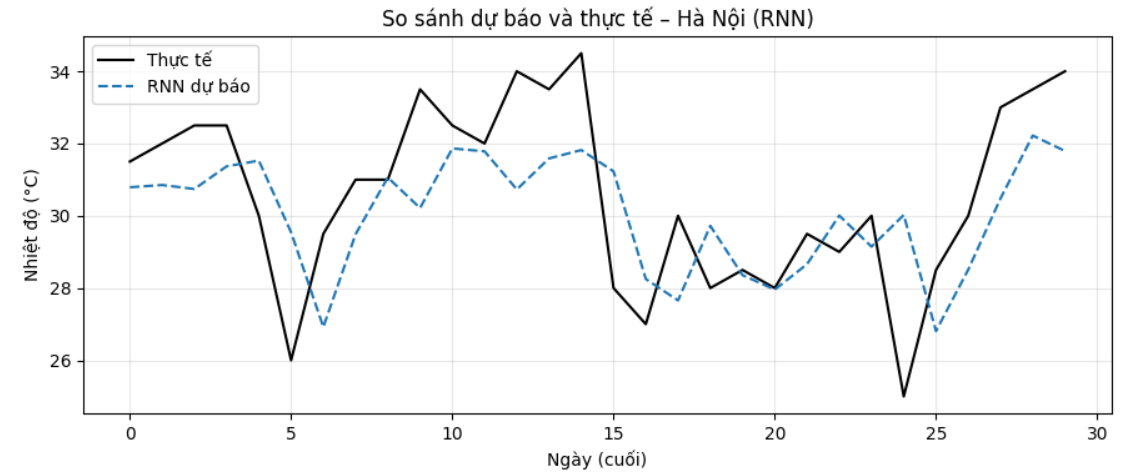 So sánh dự báo và thực tế – Hà Nội (RNN)
Thực tế
RNN dự báo
Nhiệt độ (°C)
34
32
30
28
26
0 5 10 15 20 25 30
Ngày (cuối)